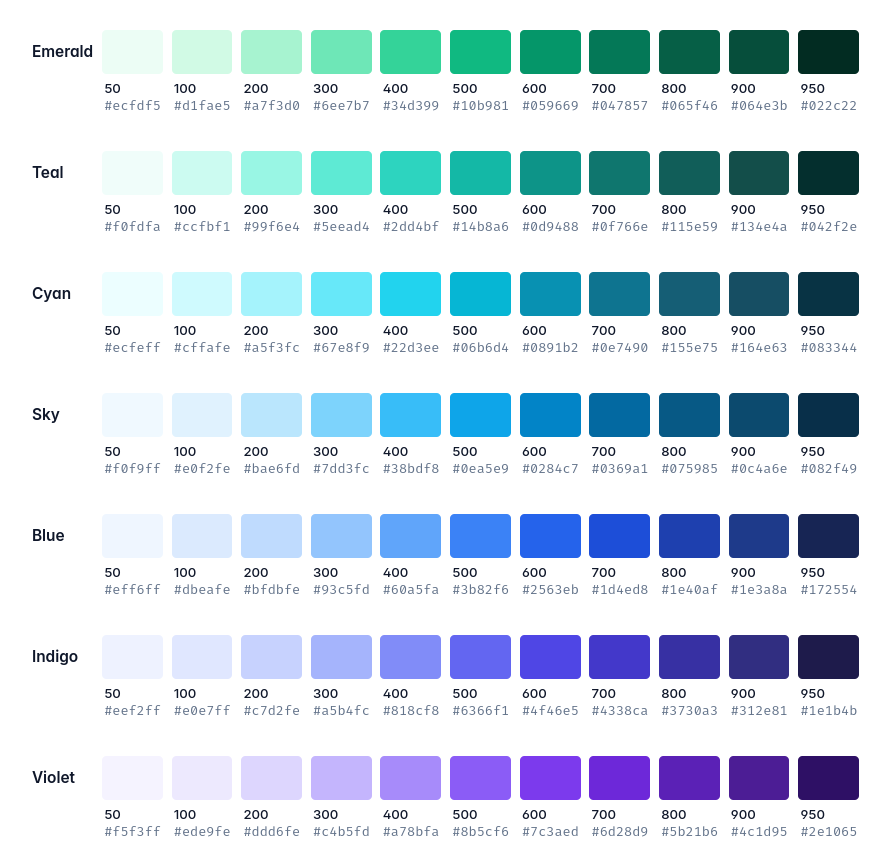 Emerald
50 100 200 300 400 500 600 700 800 900 950
#ecfdf5 #d1fae5 #a7f3d0 #6ee7b7 #34d399 #10b981 #059669 #047857 #065f46 #064e3b #022c22
Teal
50 100 200 300 400 500 600 700 800 900 950
#f0fdfa #ccfbf1 #99f6e4 #5eead4 #2dd4bf #14b8a6 #0d9488 #0f766e #115e59 #134e4a #042f2e
Cyan
50 100 200 300 400 500 600 700 800 900 950
#ecfeff #cffafe #a5f3fc #67e8f9 #22d3ee #06b6d4 #0891b2 #0e7490 #155e75 #164e63 #083344
Sky
50 100 200 300 400 500 600 700 800 900 950
#f0f9ff #e0f2fe #bae6fd #7dd3fc #38bdf8 #0ea5e9 #0284c7 #0369a1 #075985 #0c4a6e #082f49
Blue
50 100 200 300 400 500 600 700 800 900 950
#eff6ff #dbeafe #bfdbfe #93c5fd #60a5fa #3b82f6 #2563eb #1d4ed8 #1e40af #1e3a8a #172554
Indigo
50 100 200 300 400 500 600 700 800 900 950
#eef2ff #e0e7ff #c7d2fe #a5b4fc #818cf8 #6366f1 #4f46e5 #4338ca #3730a3 #312e81 #1e1b4b
Violet
50 100 200 300 400 500 600 700 800 900 950
#f5f3ff #ede9fe #ddd6fe #c4b5fd #a78bfa #8b5cf6 #7c3aed #6d28d9 #5b21b6 #4c1d95 #2e1065